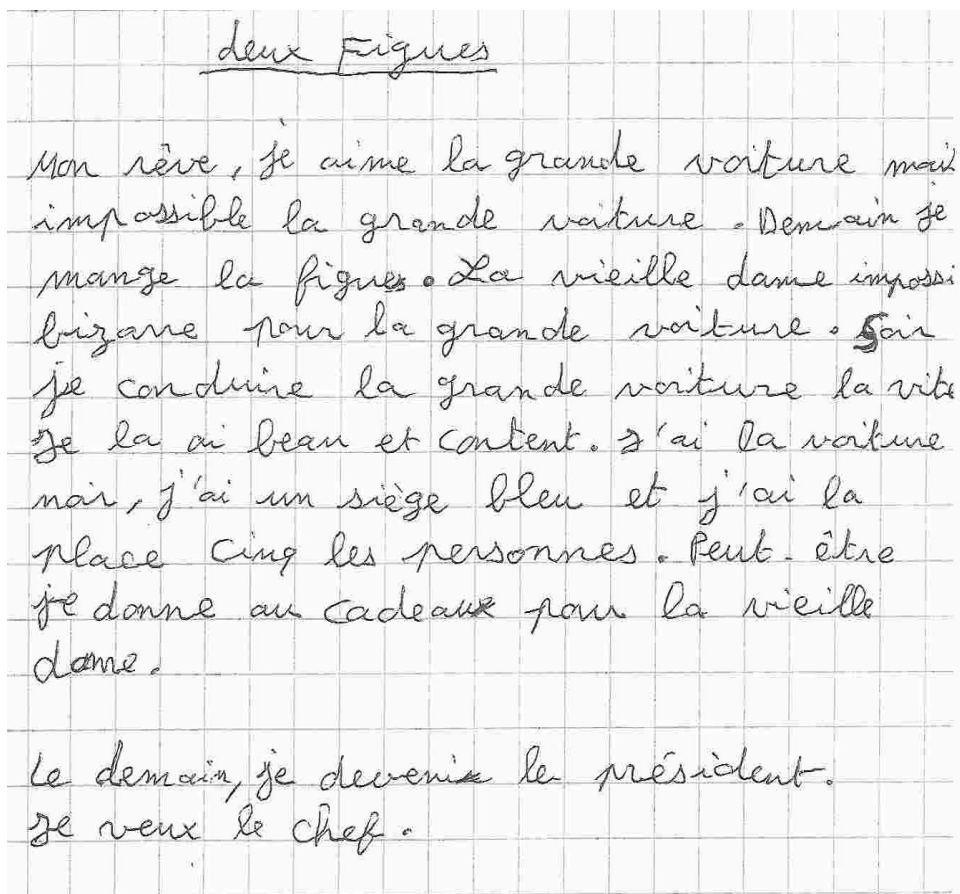 deux Figues
Mon rêve, je aime la grande voiture mais
impossible la grande voiture. Demain je
mange la figues. La vieille dame impossi
bizarre pour la grande voiture. Soir
je conduire la grande voiture la vite
Je la ai beau et content. J'ai la voiture
noir, j'ai un siège bleu et j'ai la
place cinq les personnes. Peut-être
je donne au cadeaux pour la vieille
dame.
Le demain, je deveni le président.
Je veux le chef.